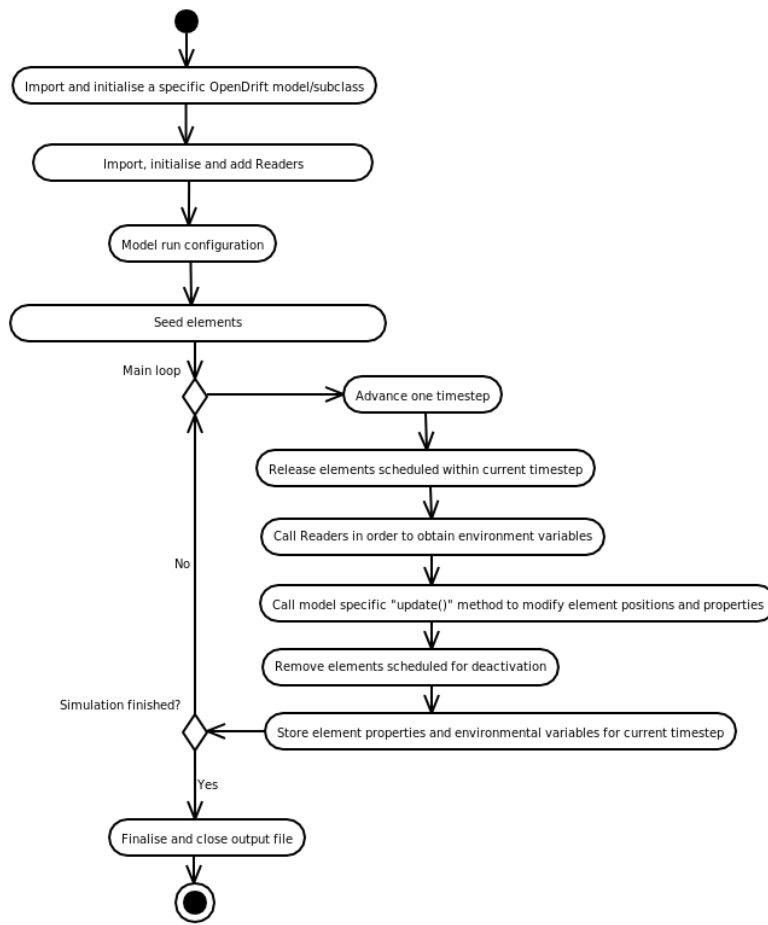 Import and initialise a specific OpenDrift model/subclass
Import, initialise and add Readers
Model run configuration
Seed elements
Main loop
Advance one timestep
Release elements scheduled within current timestep
Call Readers in order to obtain environment variables
No
Call model specific "update()" method to modify element positions and properties
Remove elements scheduled for deactivation
Simulation finished?
Store element properties and environmental variables for current timestep
Yes
Finalise and close output file